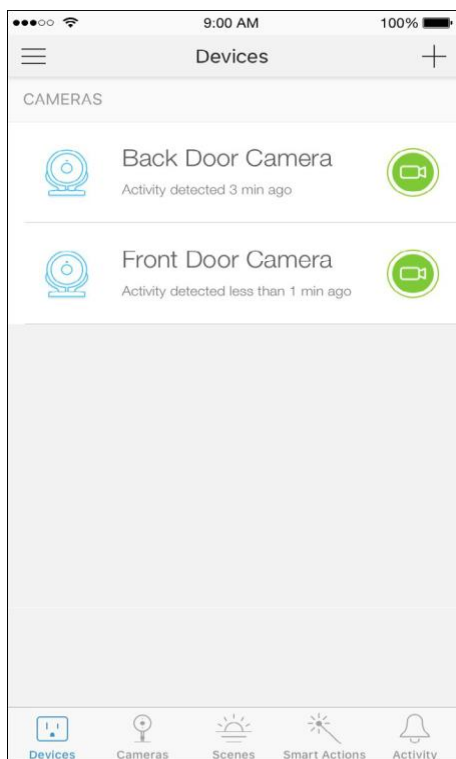 9:00 AM 100%
Devices
CAMERAS
Back Door Camera
Activity detected 3 min ago
Front Door Camera
Activity detected less than 1 min ago
Devices Cameras Scenes Smart Actions Activity